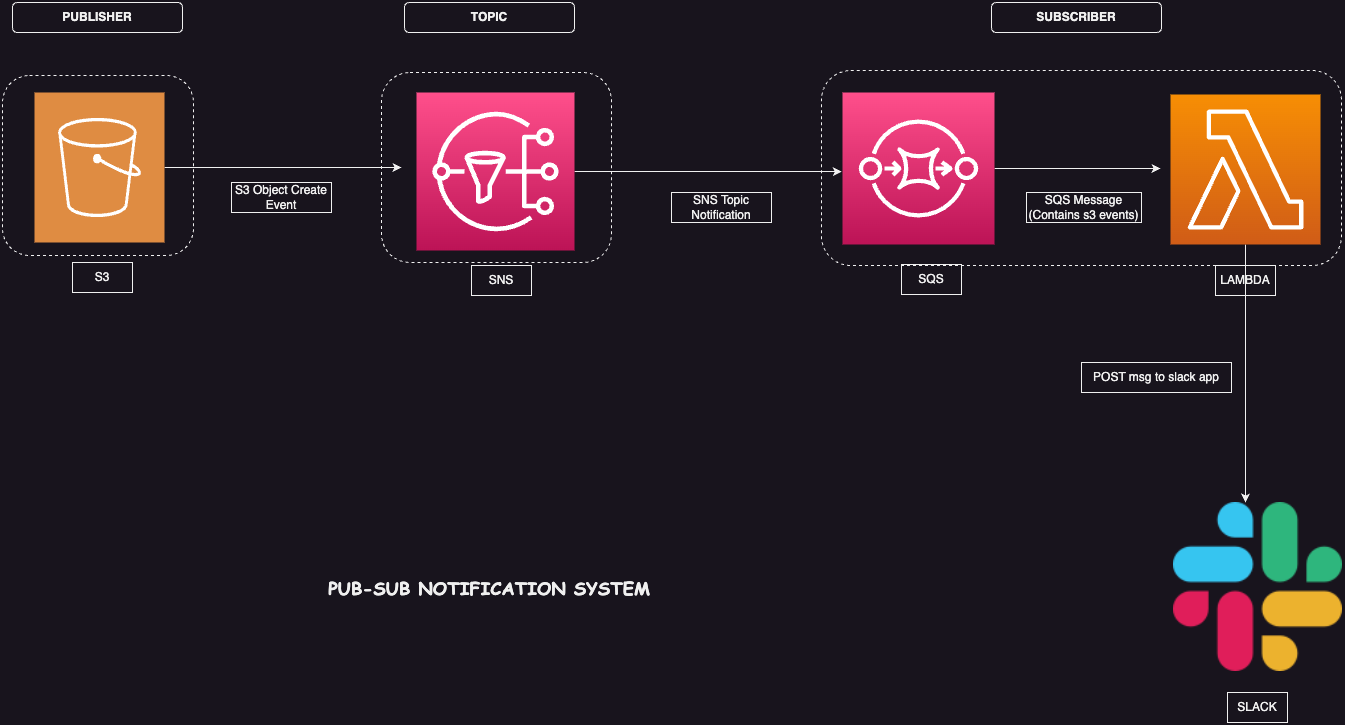 PUBLISHER
TOPIC
SUBSCRIBER
S3 Object Create
Event
SNS Topic
Notification
SQS Message
(Contains s3 events)
S3
SNS
SQS
LAMBDA
POST msg to slack app
PUB-SUB NOTIFICATION SYSTEM
SLACK